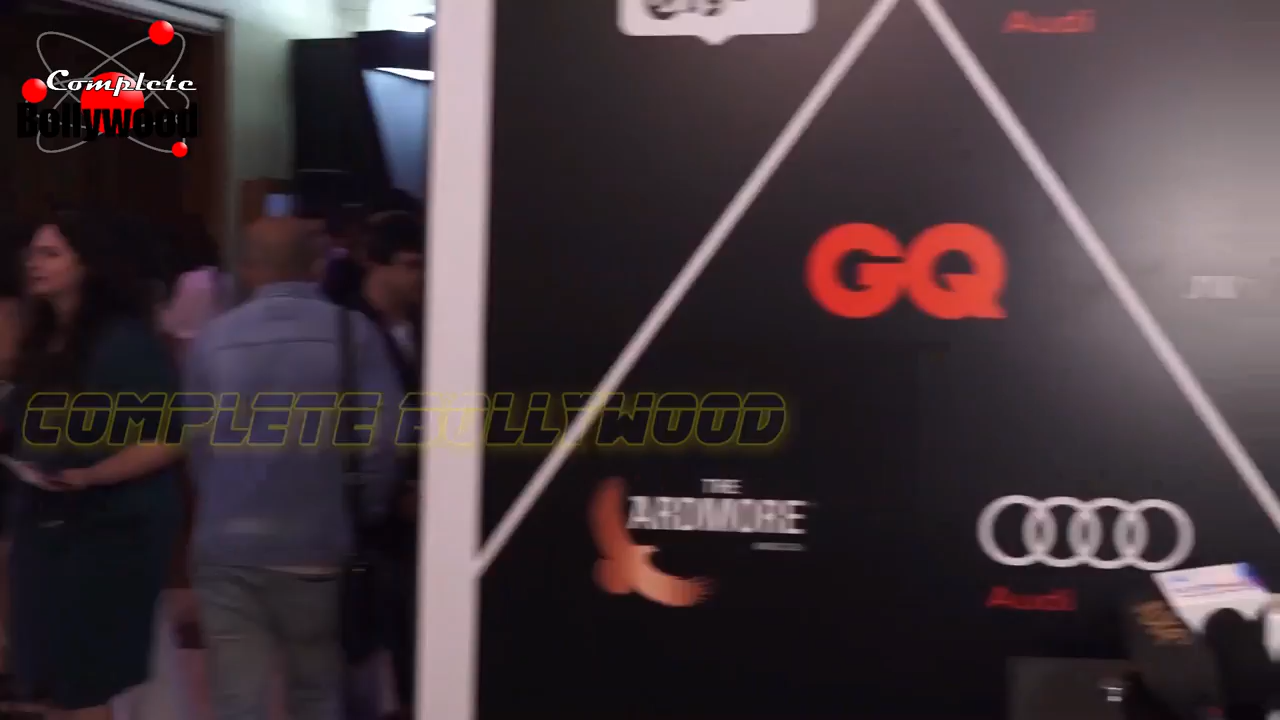 Audi
Complete
Bollywood
GQ
COMPLETE BOLLYWOOD
THE
ARDMORE
Audi